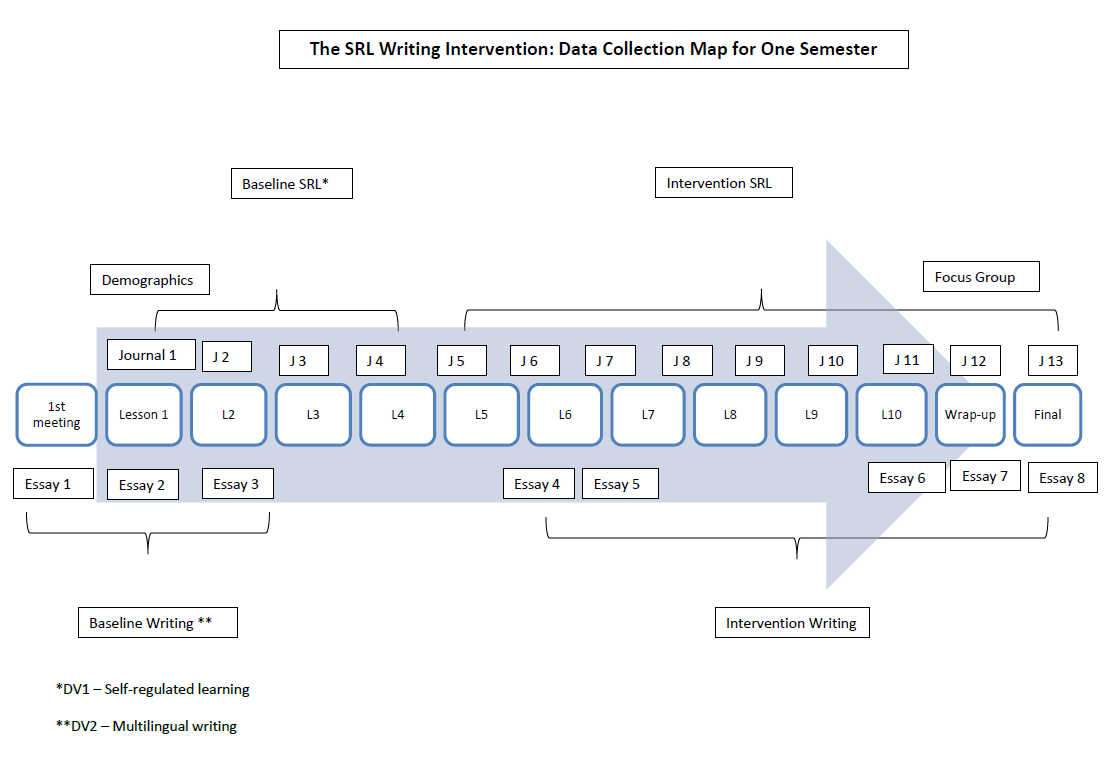 The SRL Writing Intervention: Data Collection Map for One Semester
Baseline SRL*
Intervention SRL
Demographics
Focus Group
Journal 1
J 2
J 3
J 4
J 5
J 6
J 7
J 8
J 9
J 10
J 11
J 12
J 13
1st
meeting
Lesson 1
L2
L3
L4
L5
L6
L7
L8
L9
L10
Wrap-up
Final
Essay 1
Essay 2
Essay 3
Essay 4
Essay 5
Essay 6
Essay 7
Essay 8
Baseline Writing **
Intervention Writing
*DV1 – Self-regulated learning
**DV2 – Multilingual writing